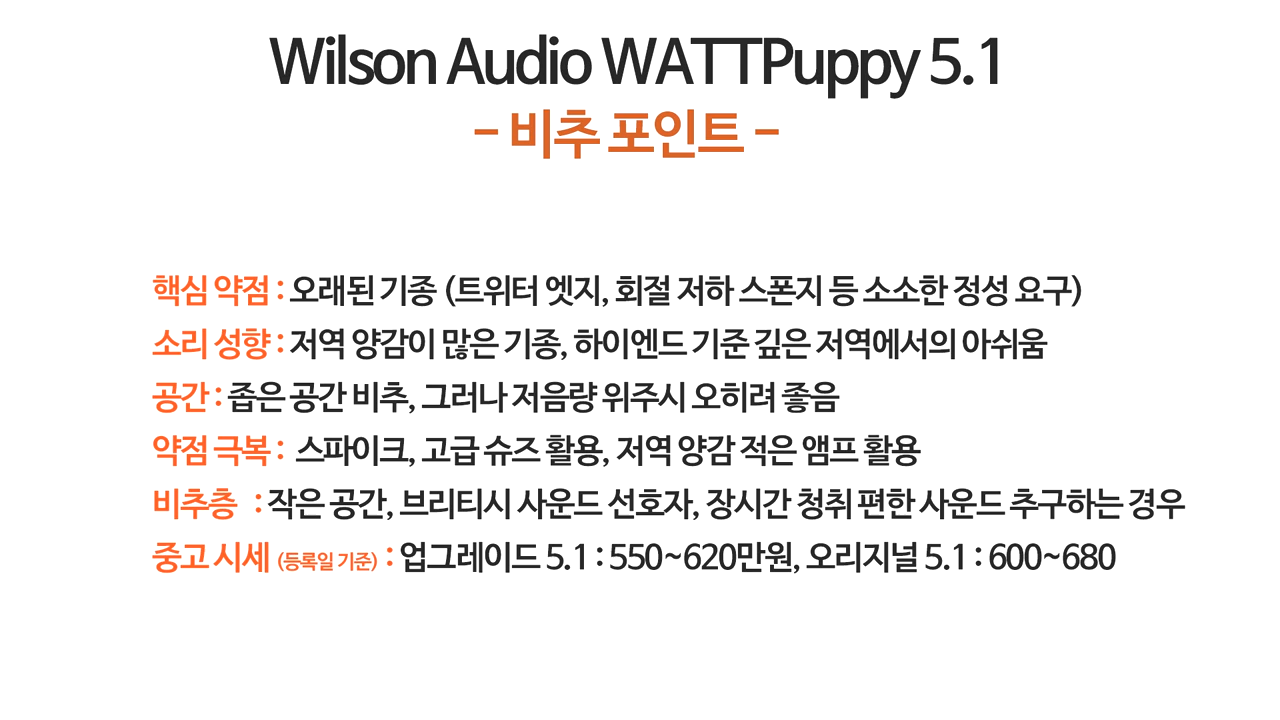 Wilson Audio WATTPuppy 5.1
- 비추 포인트 -
핵심 약점 : 오래된 기종 (트위터 엣지, 회절 저하 스폰지 등 소소한 정성 요구)
소리 성향 : 저역 양감이 많은 기종, 하이엔드 기준 깊은 저역에서의 아쉬움
공간 : 좁은 공간 비추, 그러나 저음량 위주시 오히려 좋음
약점 극복 : 스파이크, 고급 슈즈 활용, 저역 양감 적은 앰프 활용
비추층 : 작은 공간, 브리티시 사운드 선호자, 장시간 청취 편한 사운드 추구하는 경우
중고 시세 (등록일 기준) : 업그레이드 5.1 : 550~620만원, 오리지널 5.1 : 600~680